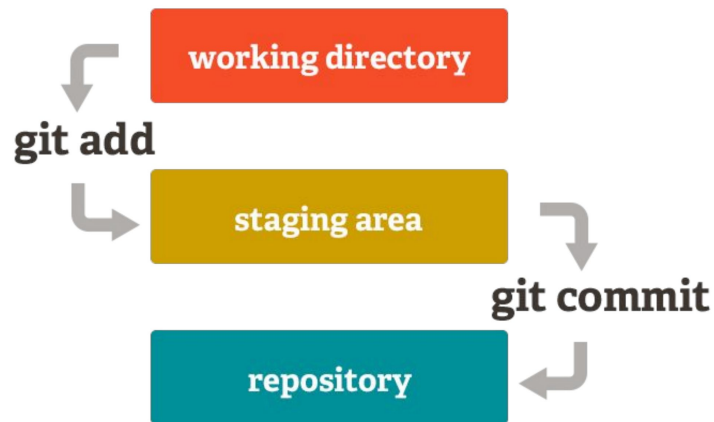 working directory
git add
staging area
git commit
repository